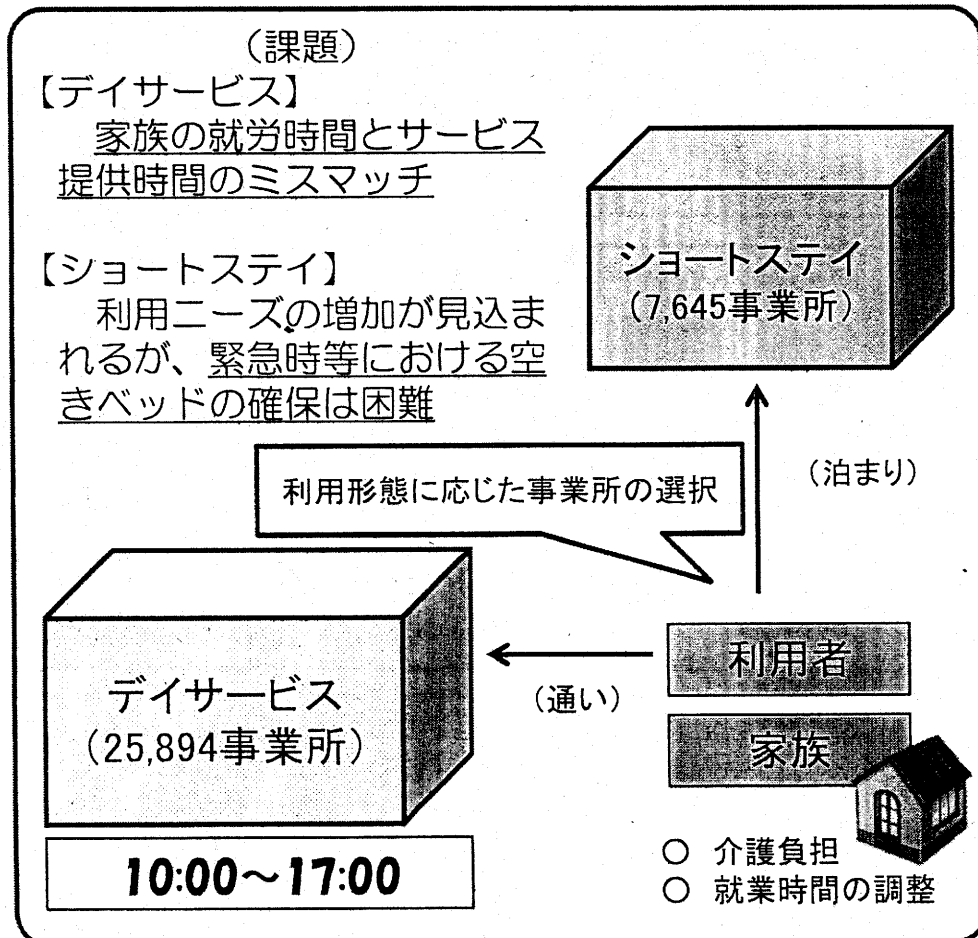 （課題）
【デイサービス】
家族の就労時間とサービス
提供時間のミスマッチ
【ショートステイ】
利用ニーズの増加が見込ま
れるが、緊急時等における空
きベッドの確保は困難
ショートステイ
（7,645事業所）
（泊まり）
利用形態に応じた事業所の選択
デイサービス
（25,894事業所）
10:00～17:00
（通い）
利用者
家族
○ 介護負担
○ 就業時間の調整